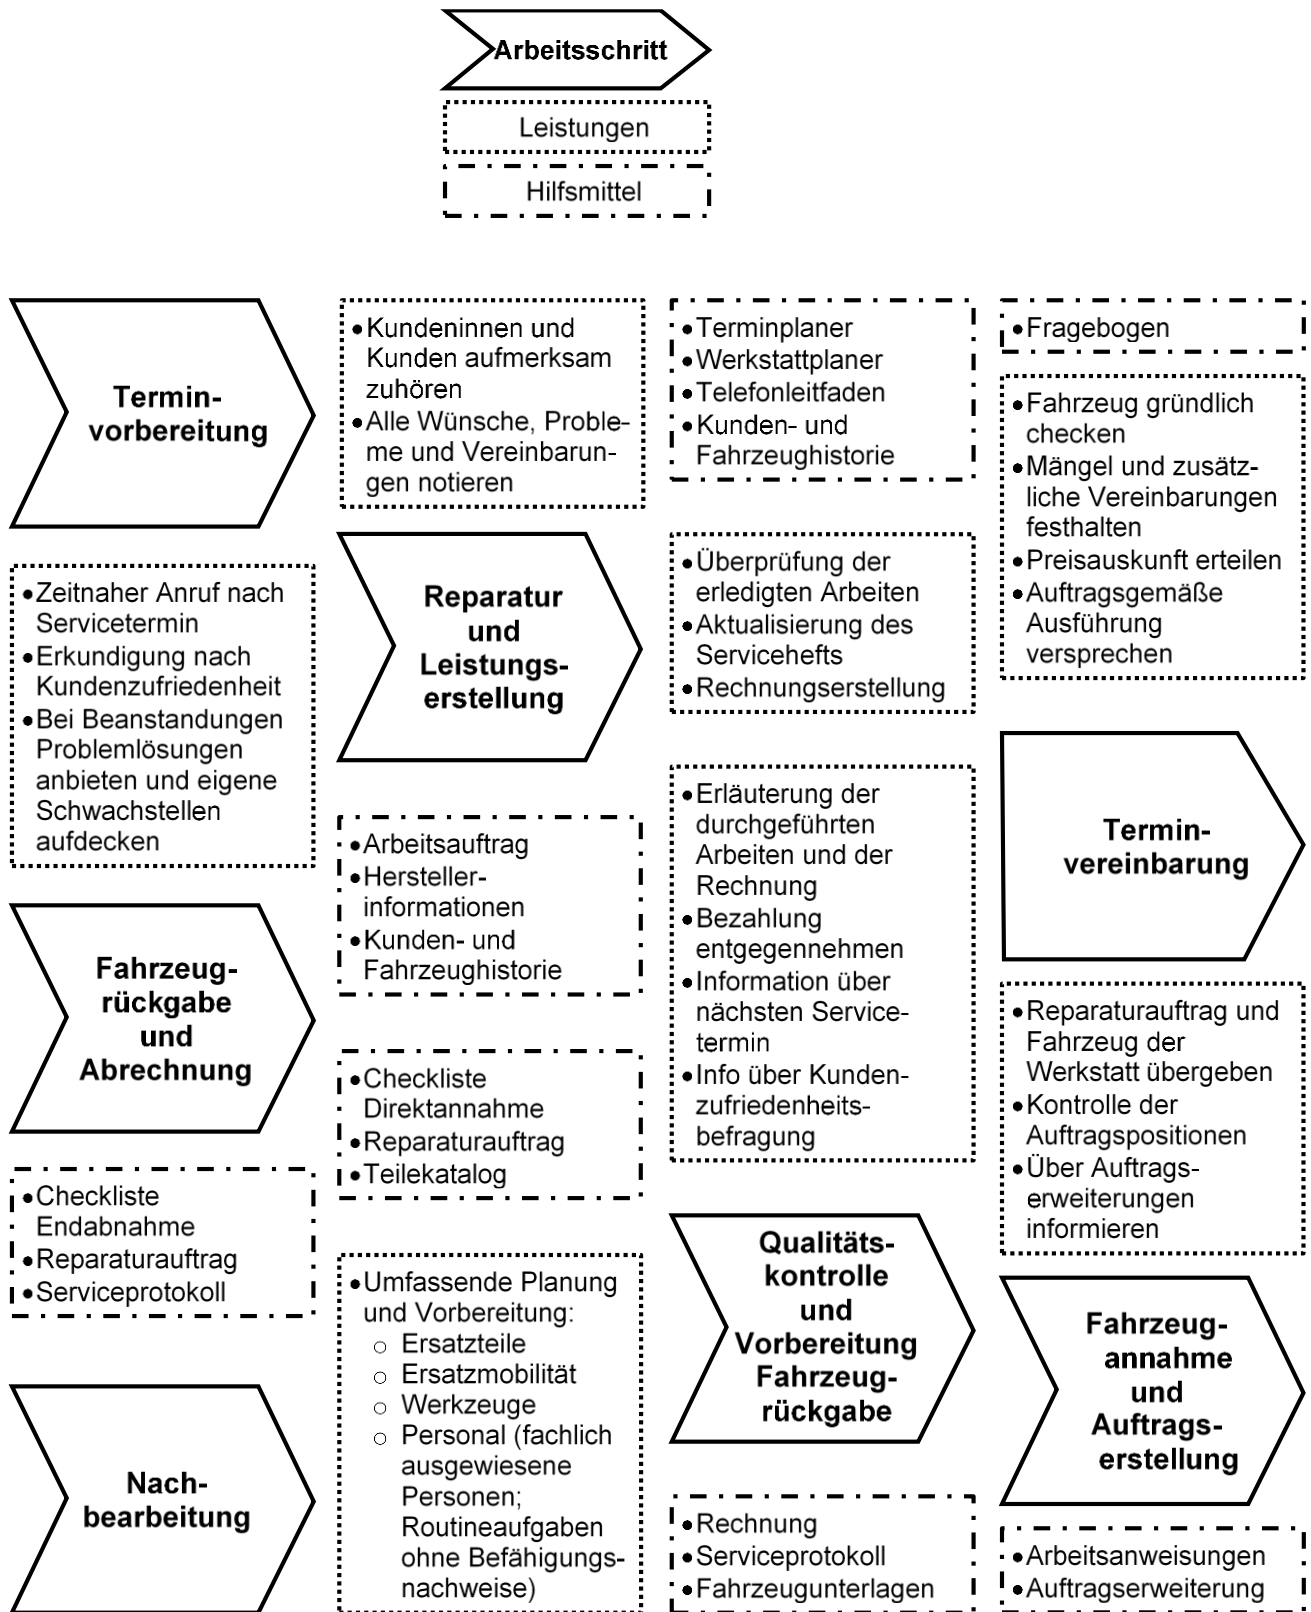 Arbeitsschritt
Leistungen
Hilfsmittel
Termin-
vorbereitung
•Zeitnaher Anruf nach
Servicetermin
•Erkundigung nach
Kundenzufriedenheit
•Bei Beanstandungen
Problemlösungen
anbieten und eigene
Schwachstellen
aufdecken
Fahrzeug-
rückgabe
und
Abrechnung
•Checkliste
Endabnahme
•Reparaturauftrag
•Serviceprotokoll
Nach-
bearbeitung
•Kundeninnen und
Kunden aufmerksam
zuhören
•Alle Wünsche, Proble-
me und Vereinbarun-
gen notieren
Reparatur
und
Leistungs-
erstellung
•Arbeitsauftrag
•Hersteller-
informationen
•Kunden- und
Fahrzeughistorie
•Checkliste
Direktannahme
•Reparaturauftrag
•Teilekatalog
•Umfassende Planung
und Vorbereitung:
○ Ersatzteile
○ Ersatzmobilität
○ Werkzeuge
○ Personal (fachlich
ausgewiesene
Personen;
Routineaufgaben
ohne Befähigungs-
nachweise)
•Terminplaner
•Werkstattplaner
•Telefonleitfaden
•Kunden- und
Fahrzeughistorie
•Überprüfung der
erledigten Arbeiten
•Aktualisierung des
Servicehefts
•Rechnungserstellung
•Erläuterung der
durchgeführten
Arbeiten und der
Rechnung
•Bezahlung
entgegennehmen
•Information über
nächsten Service-
termin
•Info über Kunden-
zufriedenheits-
befragung
Qualitäts-
kontrolle
und
Vorbereitung
Fahrzeug-
rückgabe
•Rechnung
•Serviceprotokoll
•Fahrzeugunterlagen
•Fragebogen
•Fahrzeug gründlich
checken
•Mängel und zusätz-
liche Vereinbarungen
festhalten
•Preisauskunft erteilen
•Auftragsgemäße
Ausführung
versprechen
Termin-
vereinbarung
•Reparaturauftrag und
Fahrzeug der
Werkstatt übergeben
•Kontrolle der
Auftragspositionen
•Über Auftrags-
erweiterungen
informieren
Fahrzeug-
annahme
und
Auftrags-
erstellung
•Arbeitsanweisungen
•Auftragserweiterung